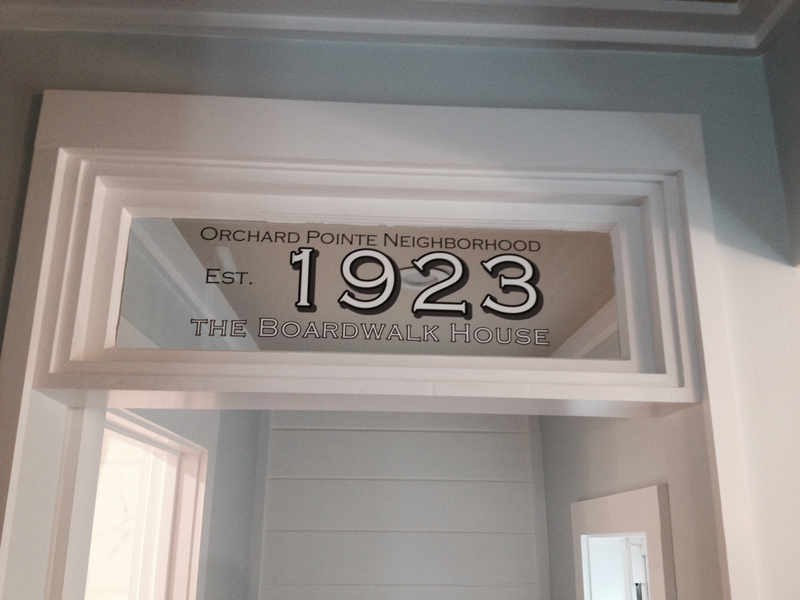 Orchard Pointe Neighborhood
Est. 1923
the Boardwalk House